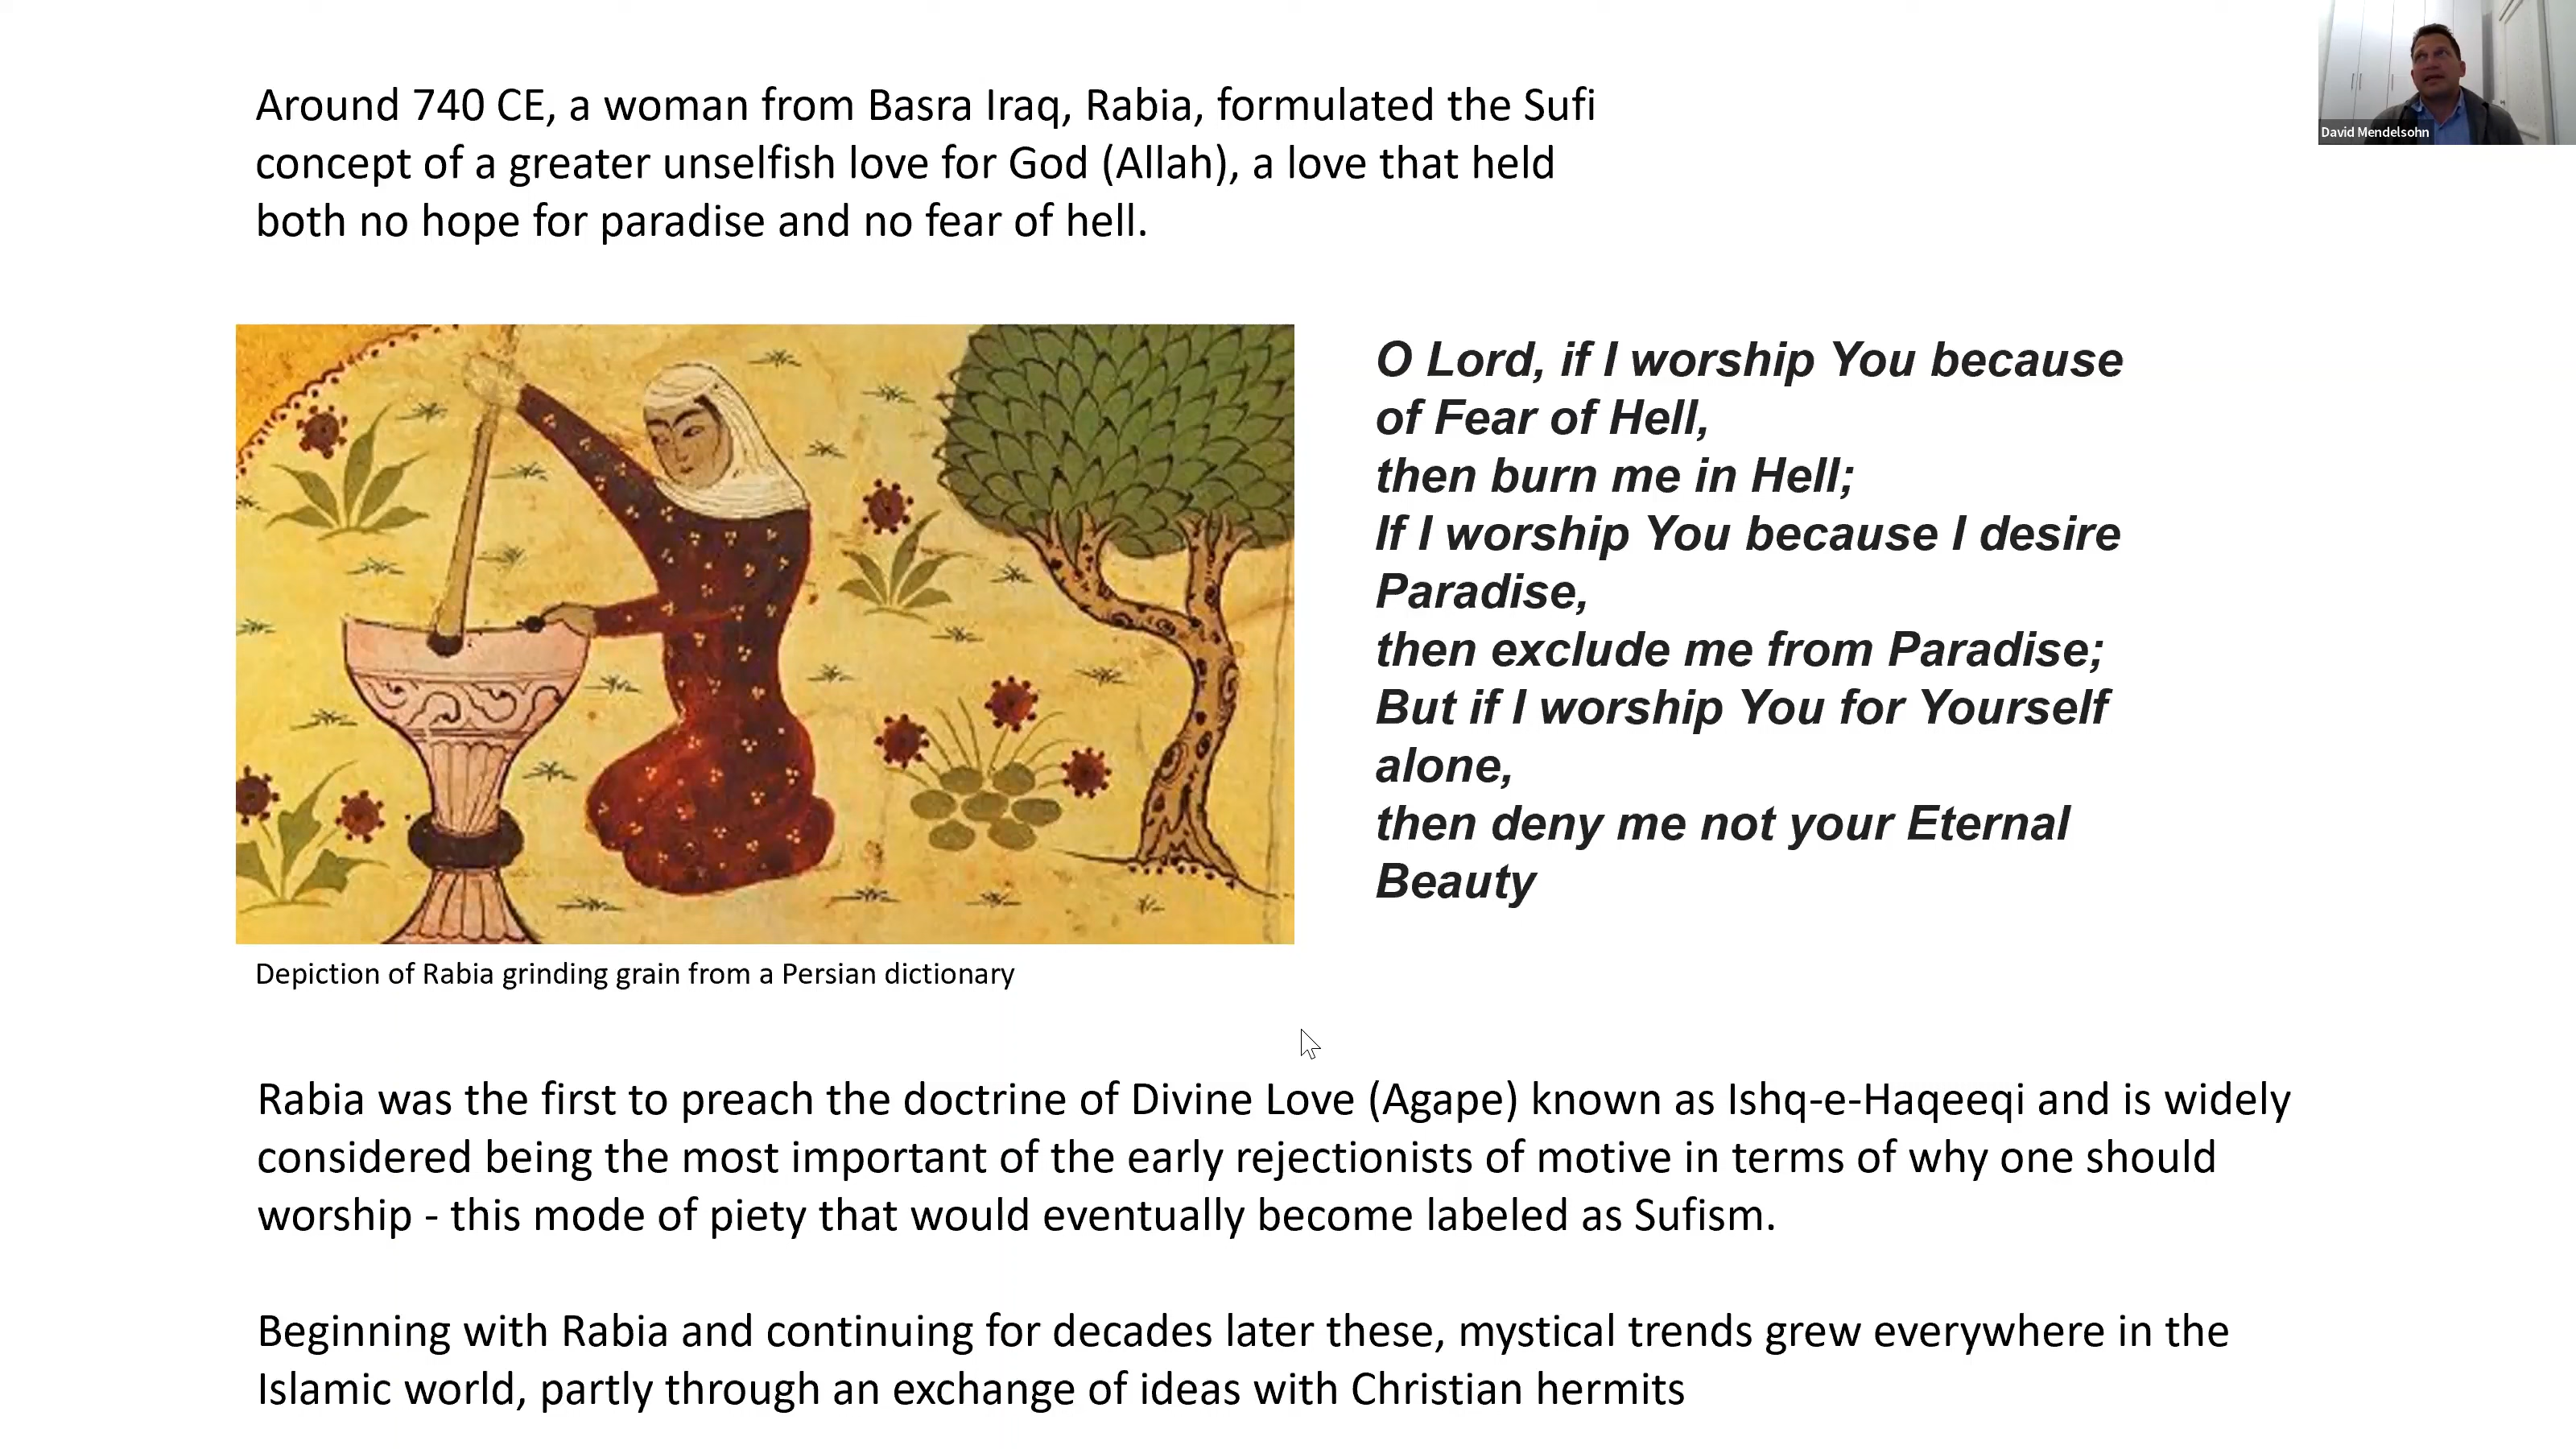 Around 740 CE, a woman from Basra Iraq, Rabia, formulated the Sufi
concept of a greater unselfish love for God (Allah), a love that held
both no hope for paradise and no fear of hell.
David Mendelsohn
O Lord, if I worship You because
of Fear of Hell,
then burn me in Hell;
If I worship You because I desire
Paradise,
then exclude me from Paradise;
But if I worship You for Yourself
alone,
then deny me not your Eternal
Beauty
Depiction of Rabia grinding grain from a Persian dictionary
Rabia was the first to preach the doctrine of Divine Love (Agape) known as Ishq-e-Haqeeqi and is widely
considered being the most important of the early rejectionists of motive in terms of why one should
worship - this mode of piety that would eventually become labeled as Sufism.
Beginning with Rabia and continuing for decades later these, mystical trends grew everywhere in the
Islamic world, partly through an exchange of ideas with Christian hermits